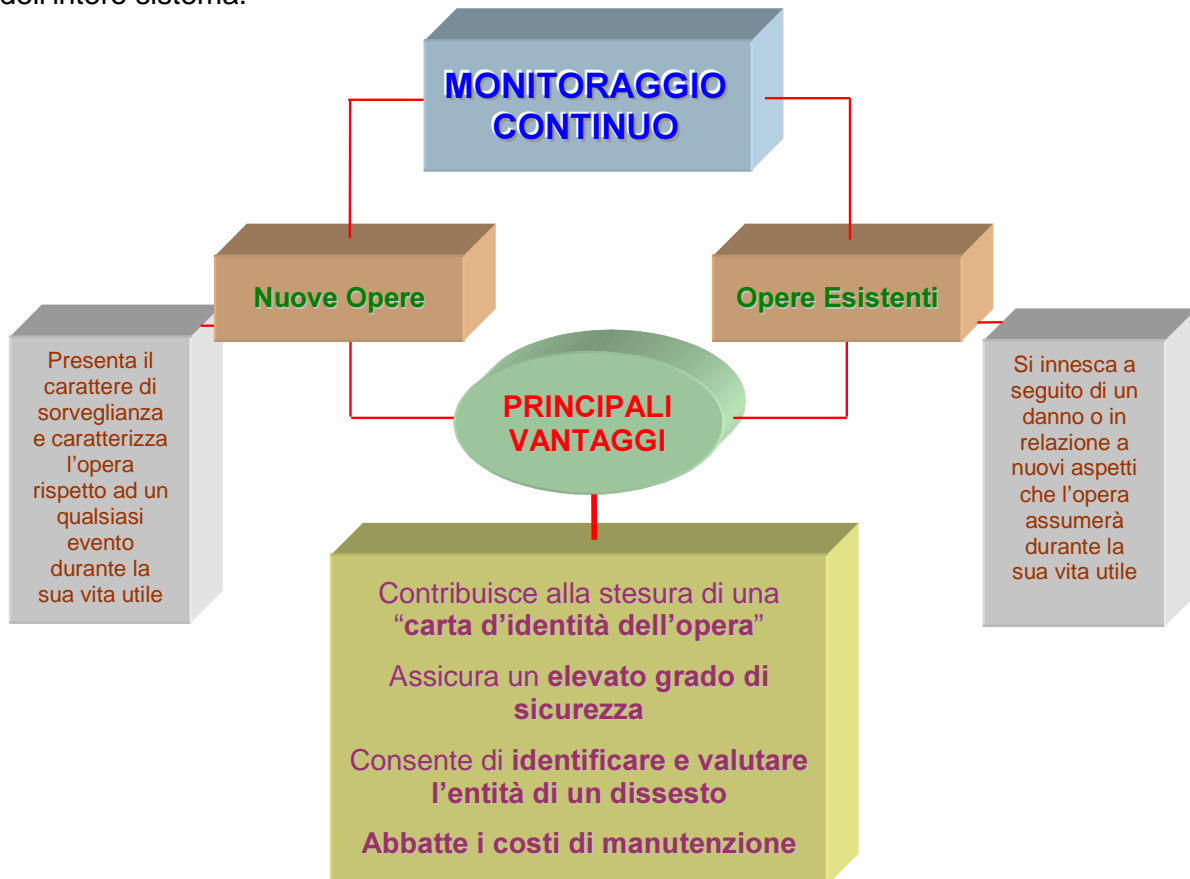 dell'intero sistema.
MONITORAGGIO
CONTINUO
Nuove Opere
Opere Esistenti
Presenta il
carattere di
sorveglianza
e caratterizza
l’opera
rispetto ad un
qualsiasi
evento
durante la
sua vita utile
PRINCIPALI
VANTAGGI
Si innesca a
seguito di un
danno o in
relazione a
nuovi aspetti
che l’opera
assumerà
durante la
sua vita utile
Contribuisce alla stesura di una
“carta d’identità dell’opera”
Assicura un elevato grado di
sicurezza
Consente di identificare e valutare
l’entità di un dissesto
Abbatte i costi di manutenzione